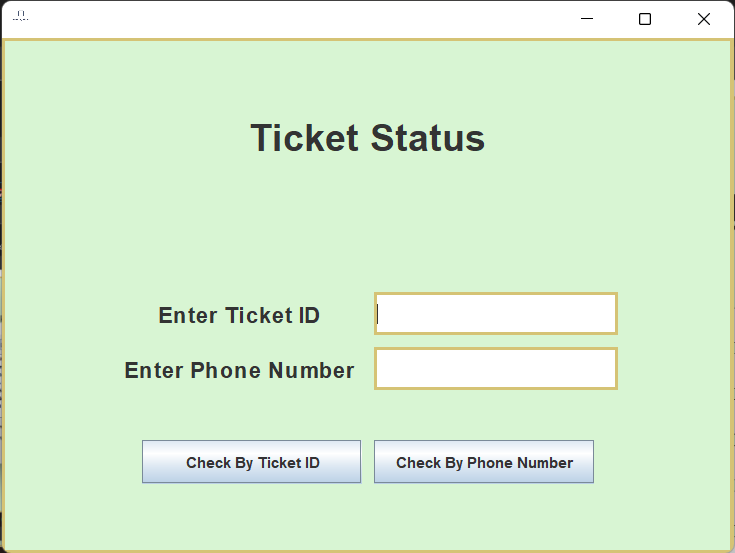 Ticket Status
Enter Ticket ID
Enter Phone Number
Check By Ticket ID
Check By Phone Number